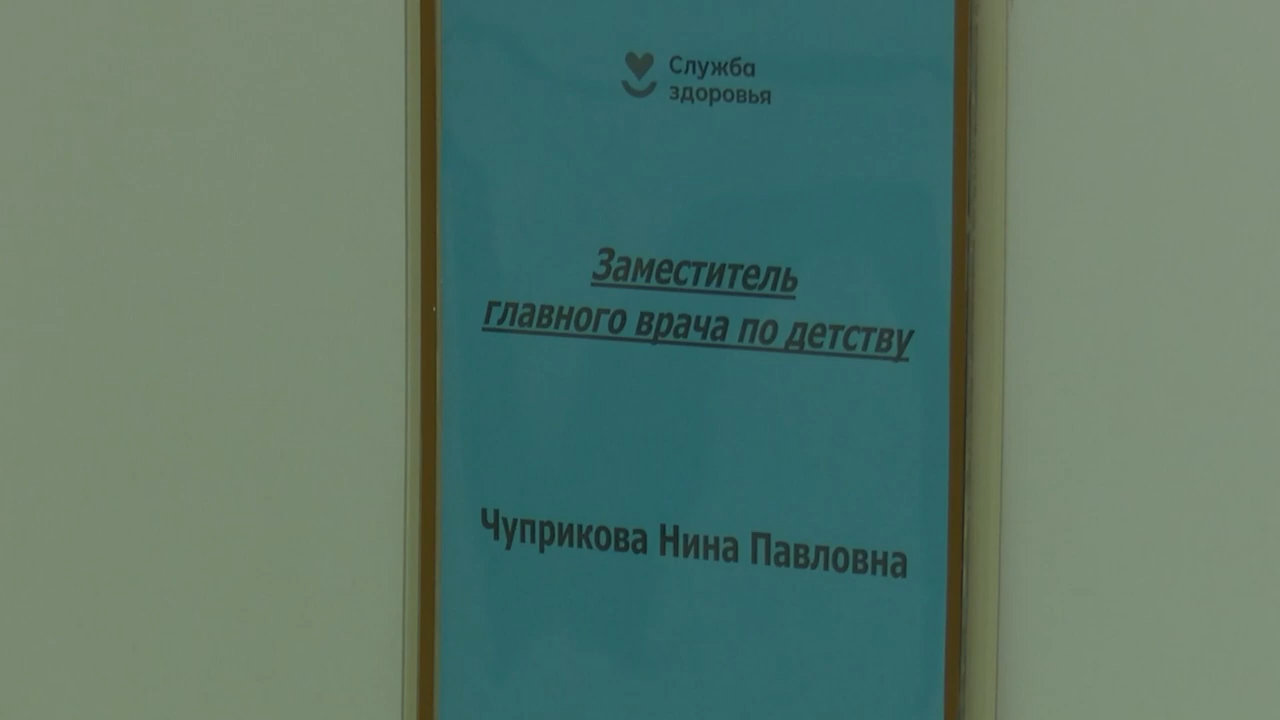 Служба
здоровья
Заместитель
главного врача по детству
Чуприкова Нина Павловна